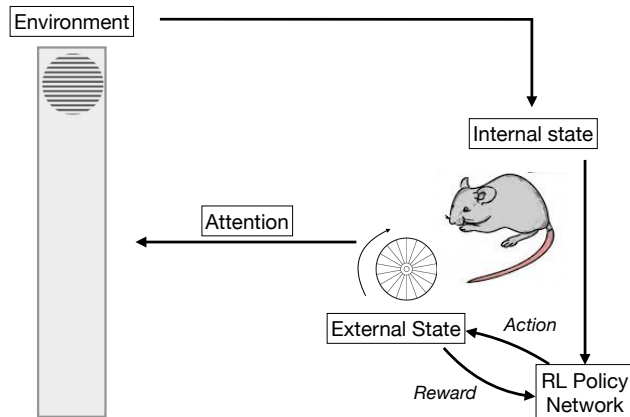 Environment
Internal state
Attention
External State
Action
Reward
RL Policy
Network